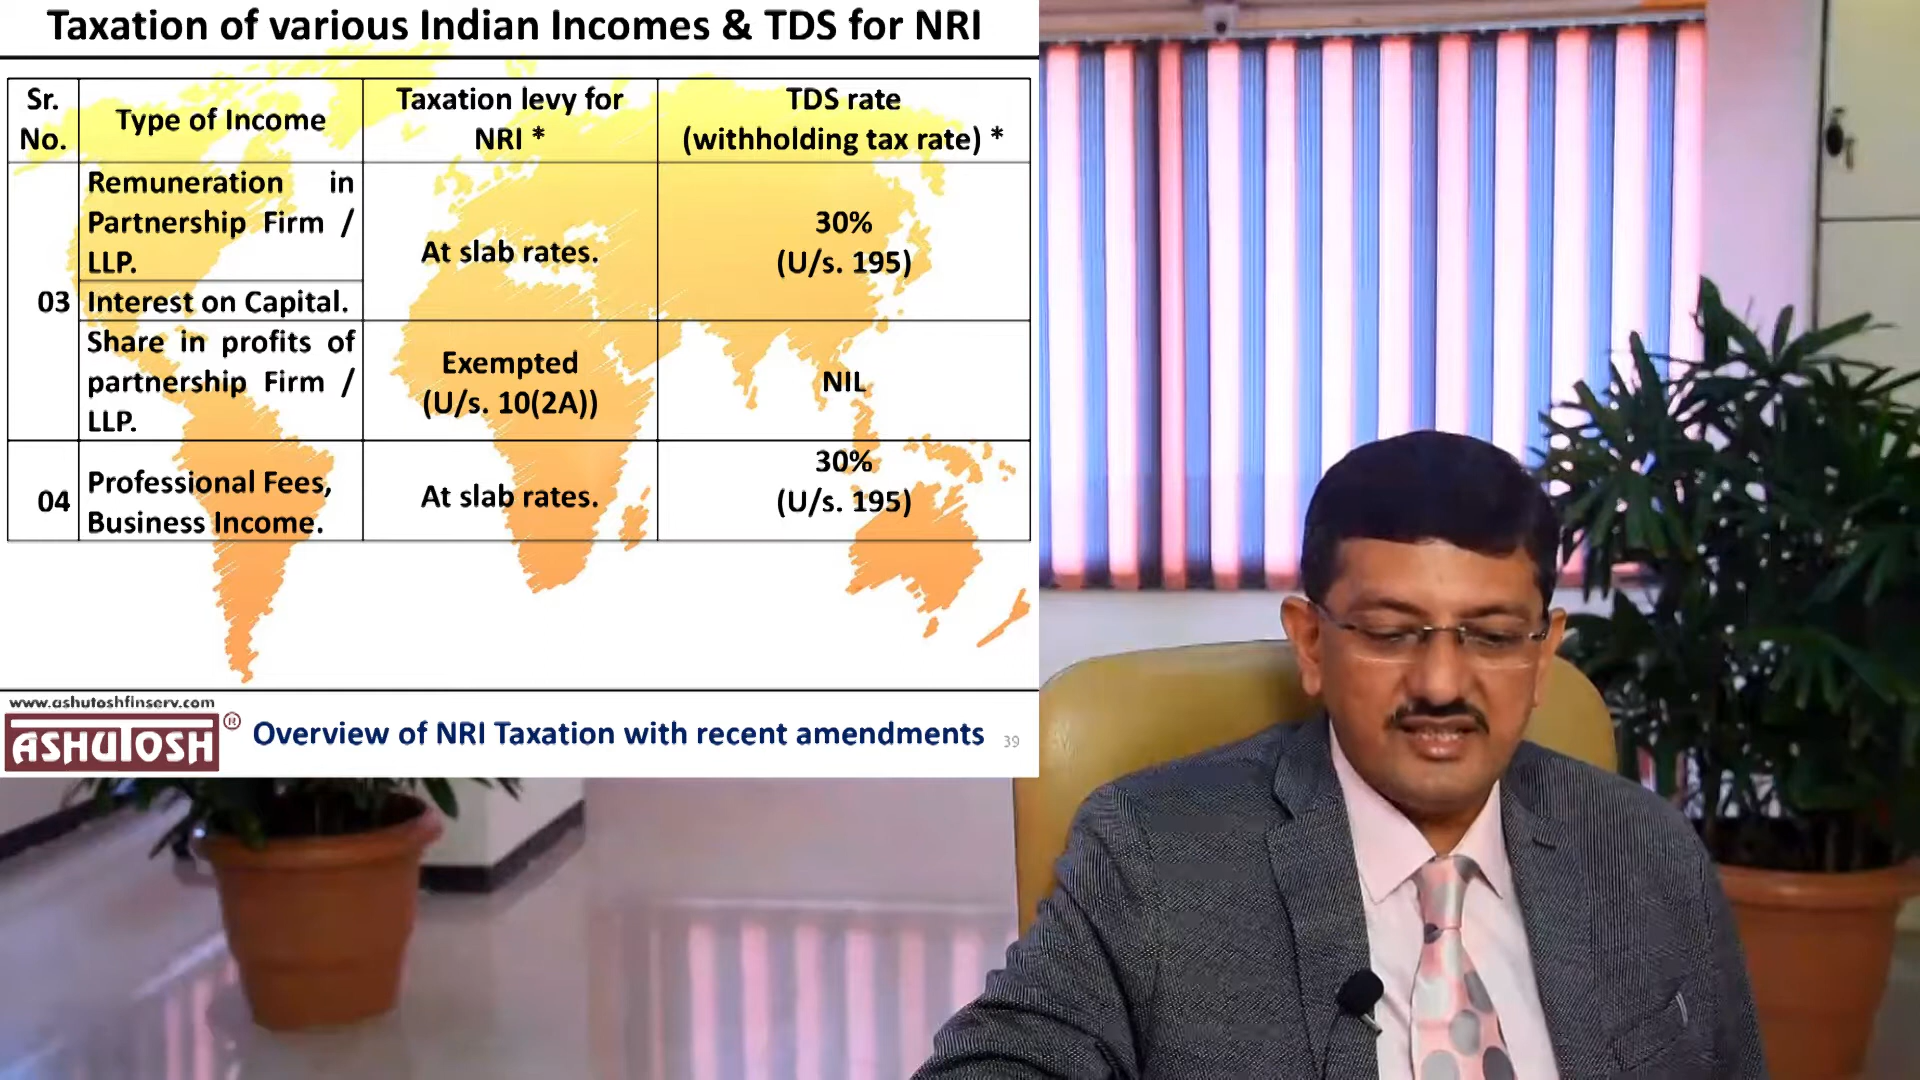 Taxation of various Indian Incomes & TDS for NRI
Sr. No.
Type of Income
Taxation levy for NRI *
TDS rate (withholding tax rate) *
03
Remuneration in
Partnership Firm /
LLP.
Interest on Capital.
At slab rates.
30%
(U/s. 195)
Share in profits of
partnership Firm /
LLP.
Exempted
(U/s. 10(2A))
NIL
04
Professional Fees,
Business Income.
At slab rates.
30%
(U/s. 195)
www.ashutoshfinserv.com
ASHUTOSH ®
Overview of NRI Taxation with recent amendments
39